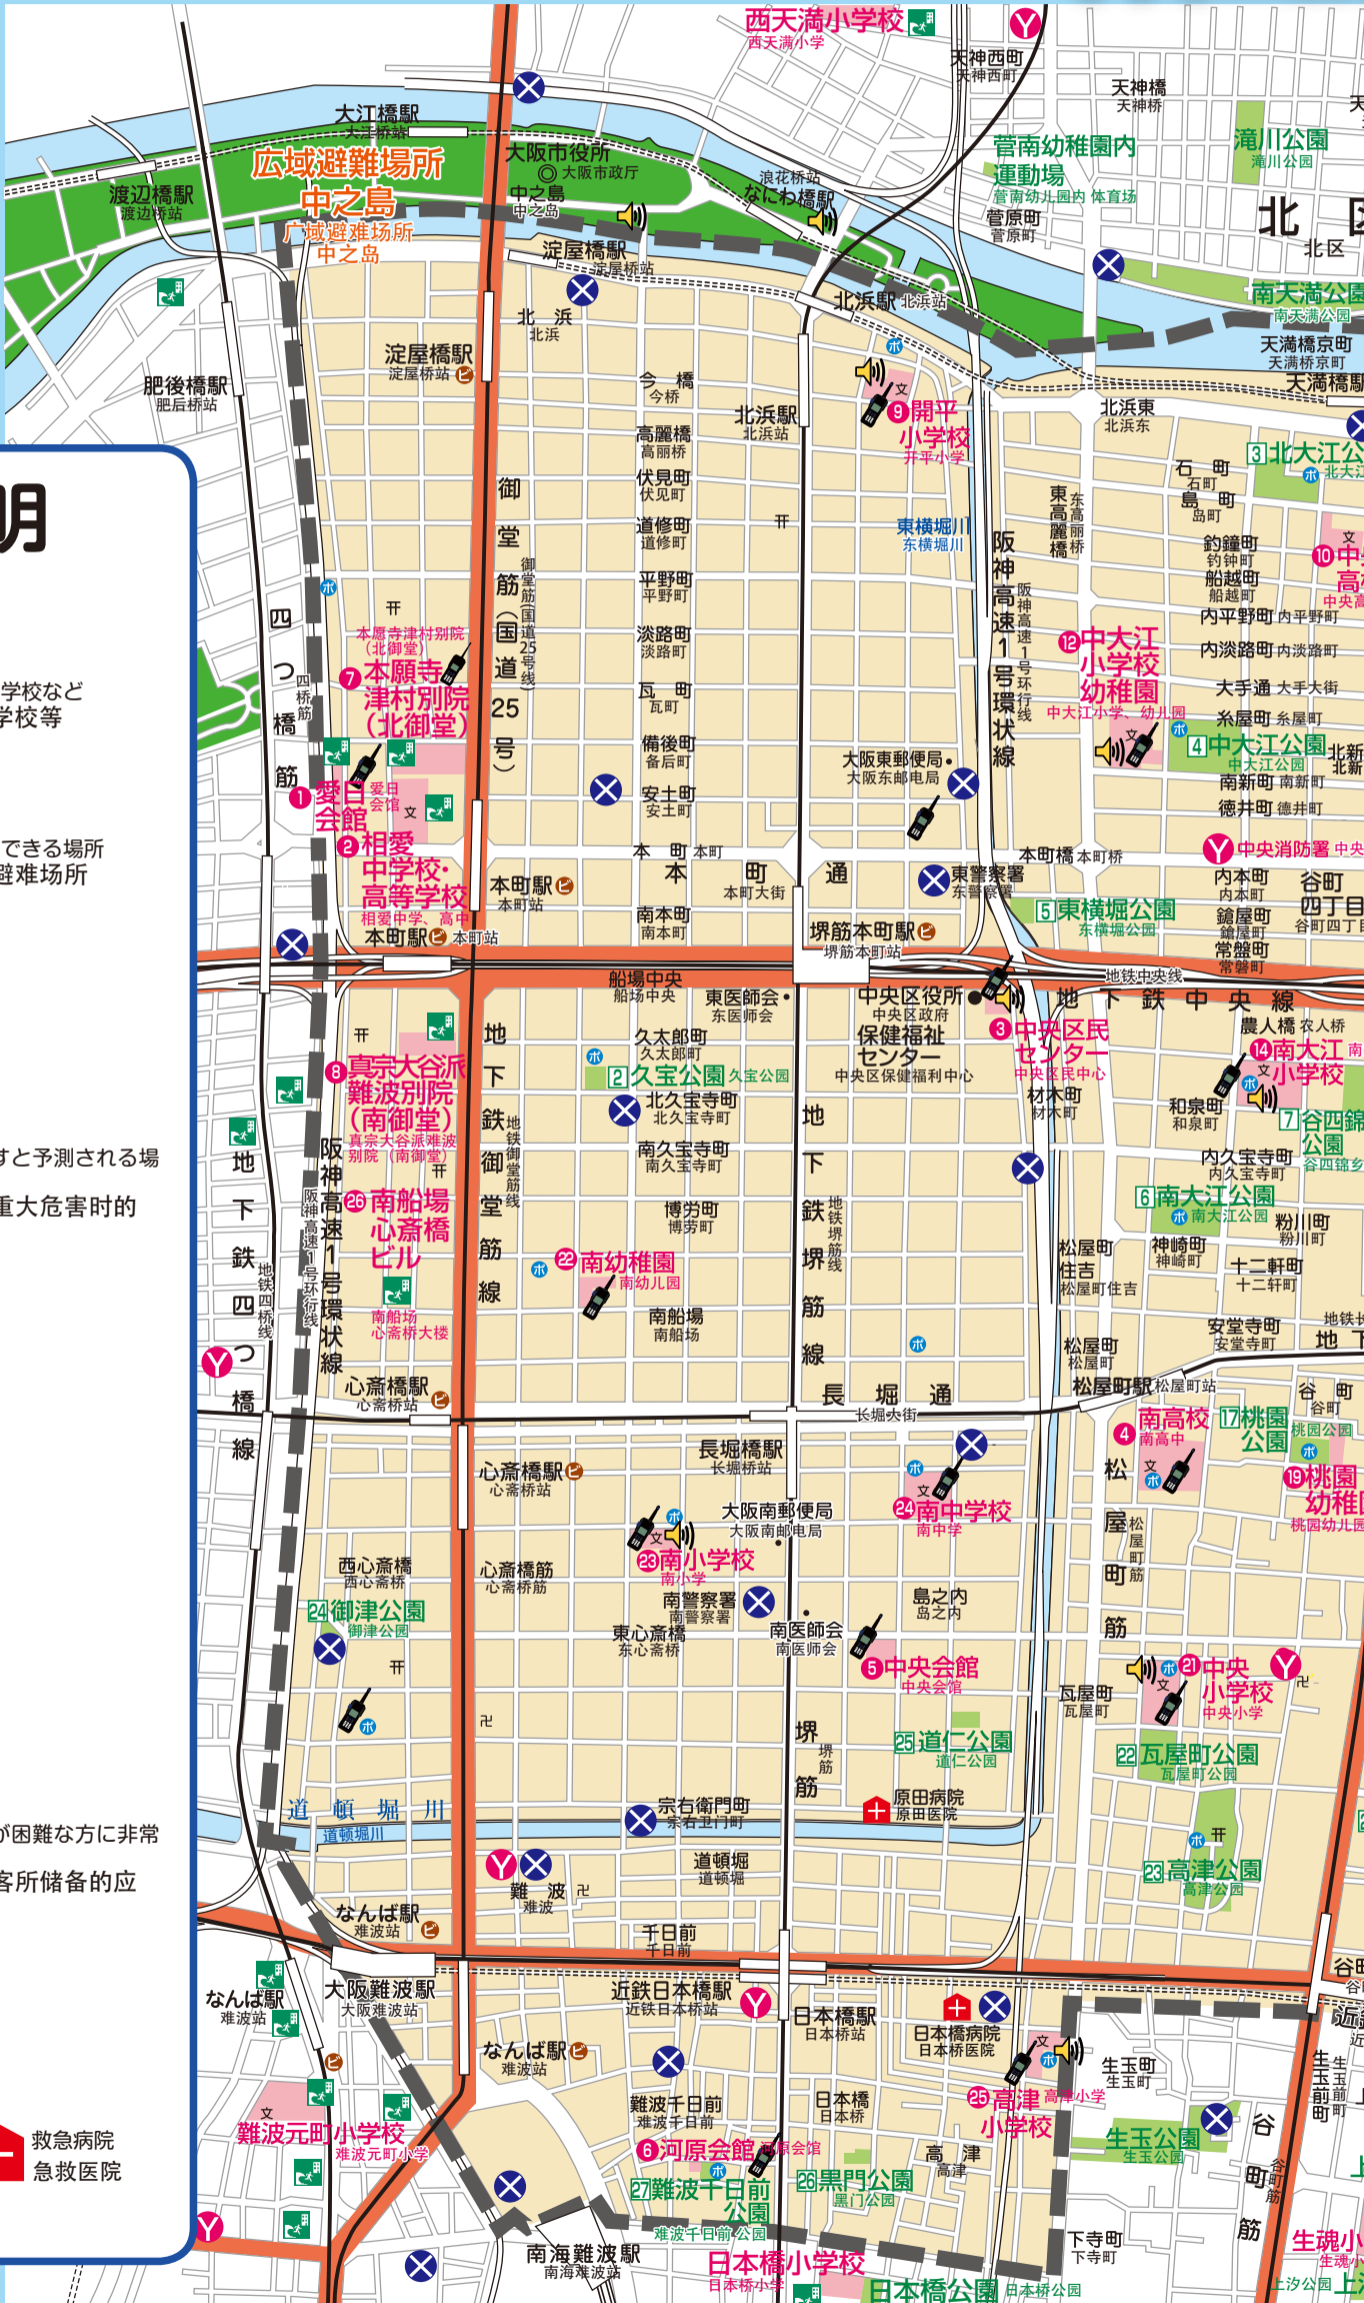 西天満小学校
西天满小学
天神西町
天神西町
天神橋
天神桥
大江橋駅
大江桥站
広域避難場所
中之島
广域避难场所
中之岛
大阪市役所
大阪市政厅
中之島
中之岛
浪花桥站
なにわ橋駅
渡辺橋駅
渡边桥站
菅南幼稚園内
運動場
菅南幼儿园内 体育场
菅原町
菅原町
滝川公園
滝川公园
北 区
北区
淀屋橋駅
淀屋桥站
北浜駅 北浜站
南天満公園
南天满公园
天満橋京町
天满桥京町
天満橋駅
北 浜
北浜
淀屋橋駅
淀屋桥站
肥後橋駅
肥后桥站
今 橋
今桥
北浜駅
北浜站
9 開平
小学校
开平小学
北浜東
北浜东
高麗橋
高丽桥
伏見町
伏见町
道修町
道修町
平野町
平野町
淡路町
淡路町
瓦 町
瓦町
備後町
备后町
安土町
安土町
本 町 本町
南本町
南本町
御堂筋（国道25号）
御堂筋(国道25号线)
東横堀川
东横堀川
阪神高速1号環状線
阪神高速1号环行线
東高麗橋
东高丽桥
3 北大江公
北大江
石 町
石町
島 町
岛町
釣鐘町
钓钟町
船越町
船越町
10 中央
高校
中央高
内平野町 内平野町
内淡路町 内淡路町
大手通 大手大街
糸屋町 糸屋町
12 中大江
小学校
幼稚園
中大江小学、幼儿园
4 中大江公園
中大江公园
北新
北新
南新町 南新町
徳井町 德井町
明
学校など
学校等
できる場所
避难场所
すと予測される場
重大危害时的
が困難な方に非常
客所储备的应
救急病院
急救医院
四つ橋筋
四桥筋
本愿寺津村别院
（北御堂）
7 本願寺
津村別院
（北御堂）
1 愛日
会館
爱日
会馆
2 相愛
中学校・
高等学校
相爱中学、高中
大阪東郵便局
大阪东邮电局
本町駅
本町站
本町駅 本町站
本 町 通
本町大街
堺筋本町駅
堺筋本町站
東警察署
东警察署
本町橋 本町桥
中央消防署 中央
内本町
内本町
谷町
四丁目
谷町四丁目
5 東横堀公園
东横堀公园
鎗屋町
鎗屋町
常盤町
常磐町
地铁中央线
地下鉄中央線
船場中央
船场中央
東医師会
东医师会
中央区役所
中央区政府
保健福祉
センター
中央区保健福利中心
3 中央区民
センター
中央区民中心
農人橋 农人桥
14 南大江
小学校
南
久太郎町
久太郎町
2 久宝公園 久宝公园
北久宝寺町
北久宝寺町
南久宝寺町
南久宝寺町
博労町
博劳町
材木町
材木町
和泉町
和泉町
7 谷四錦
公園
谷四锦乡
内久宝寺町
内久宝寺町
6 南大江公園
南大江公园
粉川町
粉川町
神崎町
神崎町
十二軒町
十二轩町
松屋町
住吉
松屋町住吉
安堂寺町
安堂寺町
8 真宗大谷派
難波別院
（南御堂）
真宗大谷派难波
别院（南御堂）
26 南船場
心斎橋
ビル
南船场
心斋桥大楼
地下鉄四つ橋線
地铁四桥线
阪神高速1号環状線
阪神高速1号环行线
地下鉄御堂筋線
地铁御堂筋线
地下鉄堺筋線
地铁堺筋线
22 南幼稚園
南幼儿园
南船場
南船场
心斎橋駅
心斋桥站
長堀通
长堀大街
松屋町
松屋町
松屋町駅 松屋町站
地铁长
地下
谷 町
谷町
4 南高校
南高中
17 桃園
公園
桃园公园
19 桃園
幼稚園
桃园幼儿园
心斎橋駅
心斋桥站
長堀橋駅
长堀桥站
24 南中学校
南中学
大阪南郵便局
大阪南邮电局
23 南小学校
南小学
松屋町筋
松屋町筋
西心斎橋
西心斋桥
心斎橋筋
心斋桥筋
24 御津公園
御津公园
南警察署
南警察署
東心斎橋
东心斋桥
南医師会
南医师会
島之内
岛之内
5 中央会館
中央会馆
21 中央
小学校
中央小学
瓦屋町
瓦屋町
22 瓦屋町公園
瓦屋町公园
25 道仁公園
道仁公园
堺筋
堺筋
原田病院
原田医院
道頓堀川
道顿堀川
宗右衛門町
宗右卫门町
道頓堀
道顿堀
23 高津公園
高津公园
難 波
难波
なんば駅
难波站
千日前
千日前
大阪難波駅
大阪难波站
なんば駅
难波站
近鉄日本橋駅
近铁日本桥站
日本橋駅
日本桥站
日本橋病院
日本桥医院
なんば駅
难波站
難波千日前
难波千日前
日本橋
日本桥
25 高津
小学校
高津小学
生玉町
生玉町
生玉公園
生玉公园
生玉前町
生玉前町
谷町筋
谷町筋
難波元町小学校
难波元町小学
6 河原会館 河原会馆
27 難波千日前
公園
难波千日前 公园
高 津
高津
26 黒門公園
黑门公园
南海難波駅
南海难波站
日本橋小学校
日本桥小学
日本橋公園 日本桥公园
下寺町
下寺町
生魂小
生魂小
上汐公园